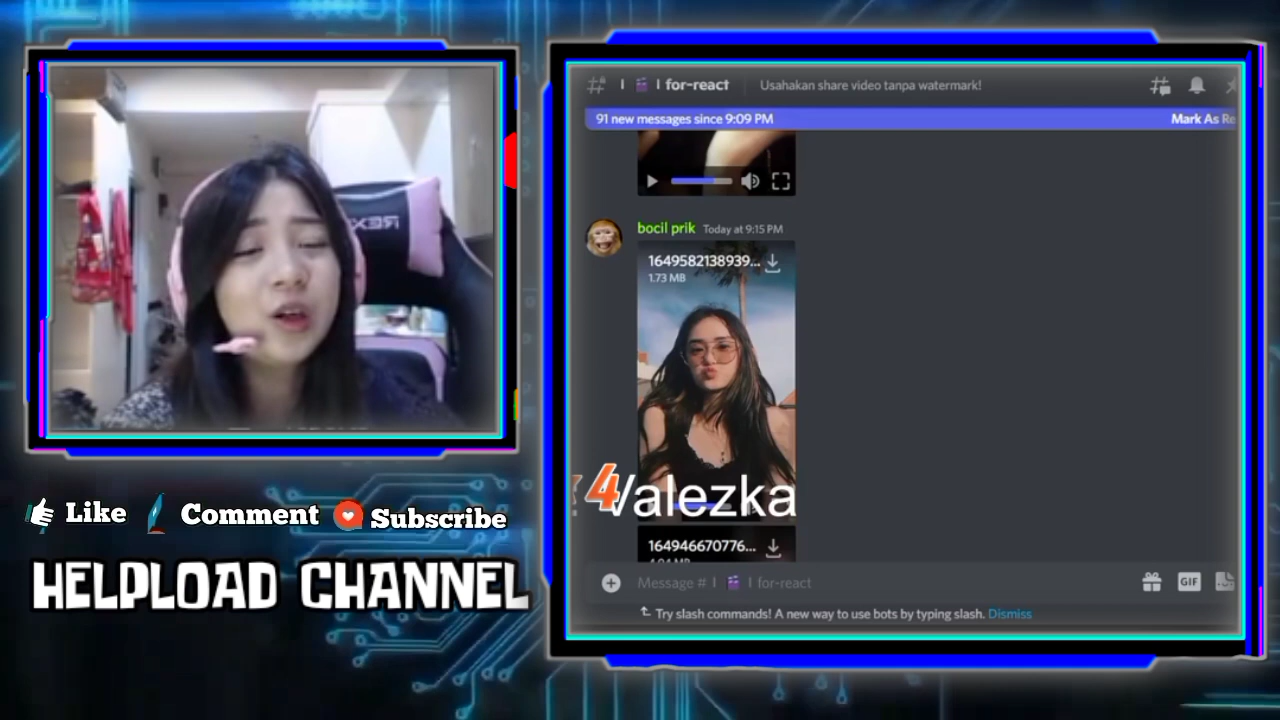 Like
Comment
Subscribe
HELPLOAD CHANNEL
for-react
Usahakan share video tanpa watermark!
91 new messages since 9:09 PM
Mark As Re
bocil prik Today at 9:15 PM
1649582138939...
1.73 MB
4
Valezka
164946670776...
Message # | | for-react
GIF
Try slash commands! A new way to use bots by typing slash. Dismiss